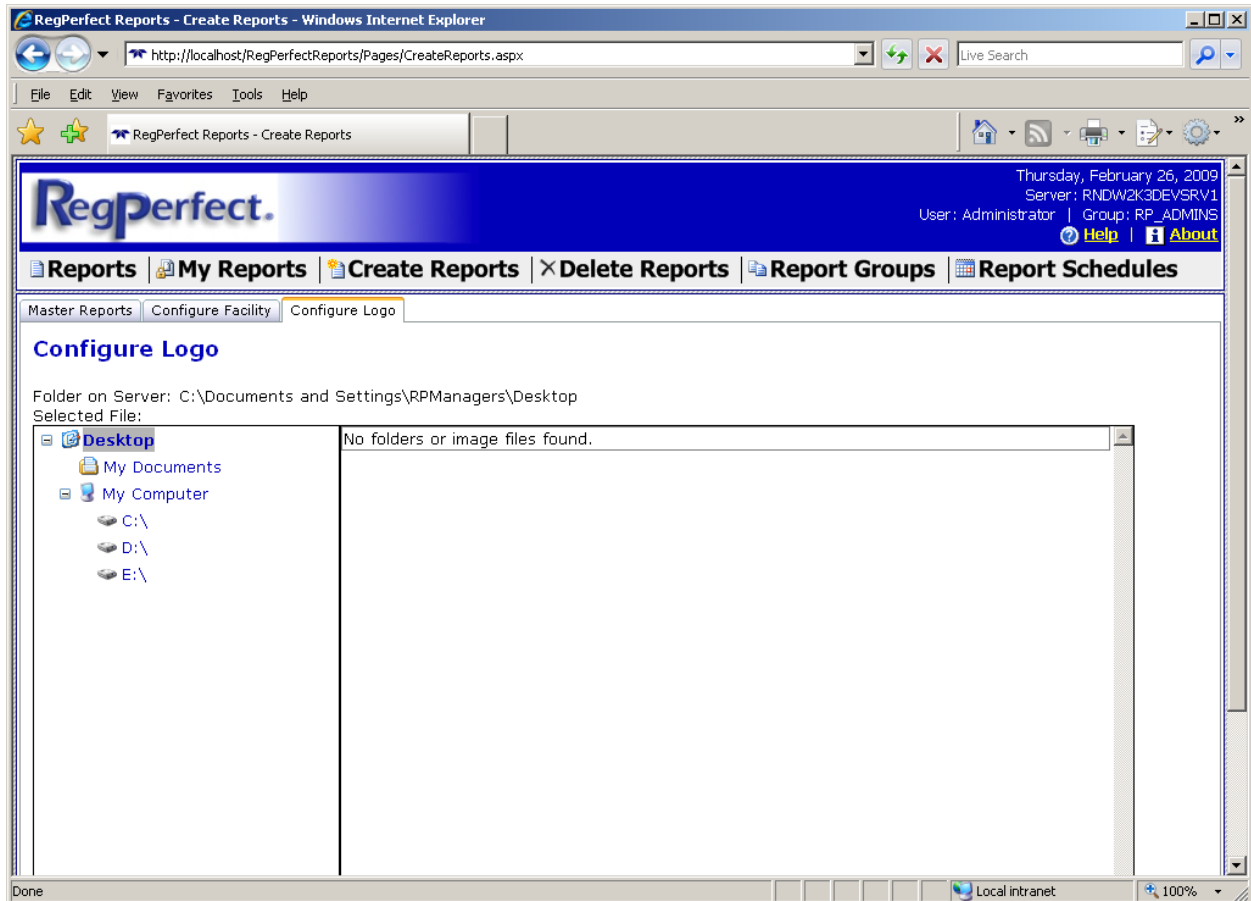 RegPerfect Reports - Create Reports - Windows Internet Explorer
http://localhost/RegPerfectReports/Pages/CreateReports.aspx
Live Search
File Edit View Favorites Tools Help
RegPerfect Reports - Create Reports
»
RegPerfect.
Thursday, February 26, 2009
Server: RNDW2K3DEVSRV1
User: Administrator | Group: RP_ADMINS
Help | About
Reports | My Reports | Create Reports | Delete Reports | Report Groups | Report Schedules
Master Reports Configure Facility Configure Logo
Configure Logo
Folder on Server: C:\Documents and Settings\RPManagers\Desktop
Selected File:
Desktop
No folders or image files found.
My Documents
My Computer
C:\
D:\
E:\
Done
Local intranet
100%